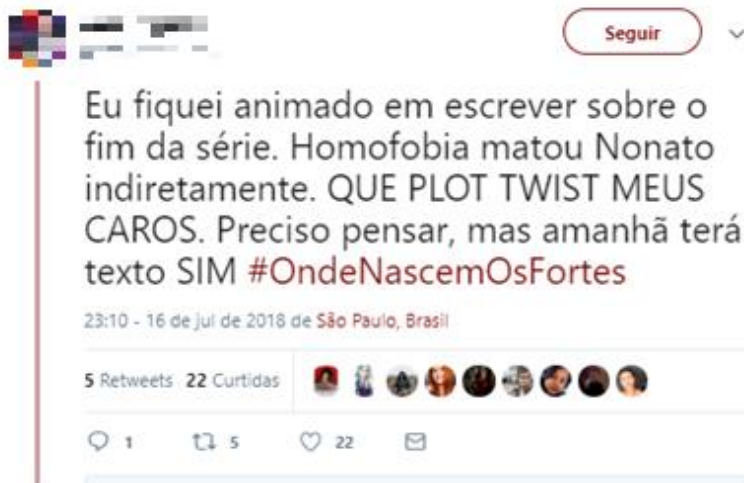 Seguir
Eu fiquei animado em escrever sobre o
fim da série. Homofobia matou Nonato
indiretamente. QUE PLOT TWIST MEUS
CAROS. Preciso pensar, mas amanhã terá
texto SIM #OndeNascemOsFortes
23:10 - 16 de jul de 2018 de São Paulo, Brasil
5 Retweets 22 Curtidas
1 5 22